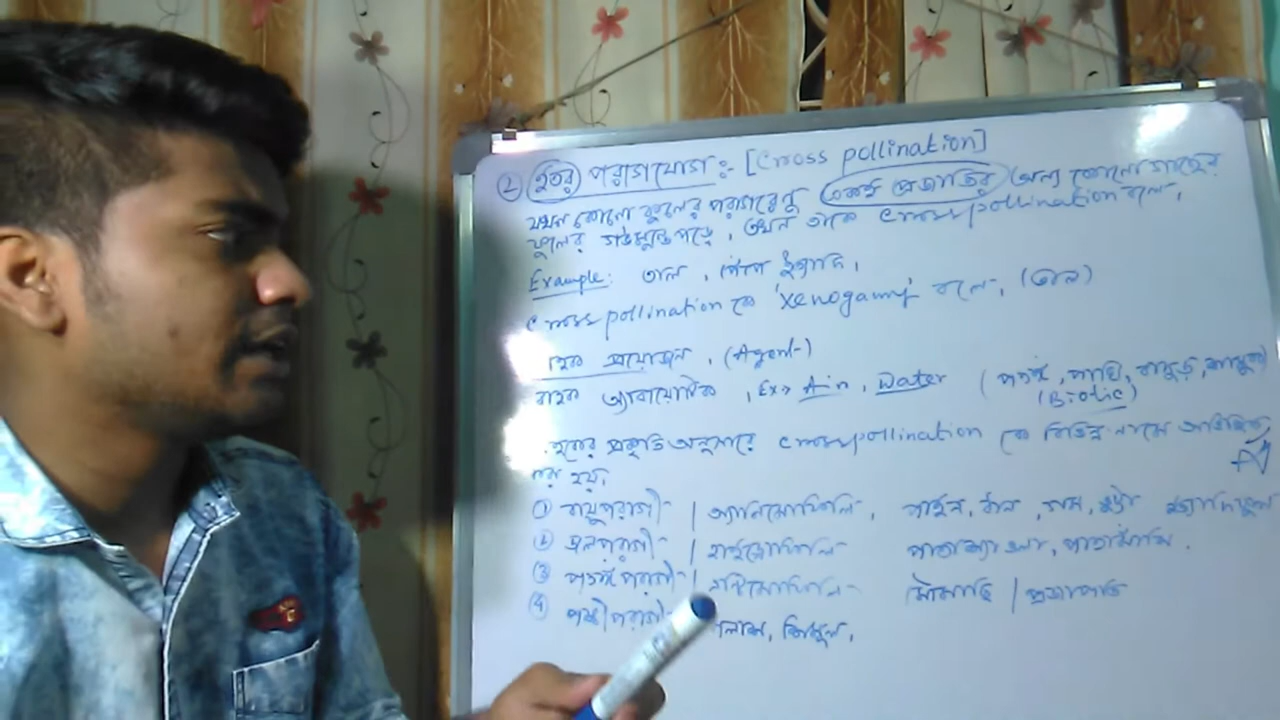 ② ইতর পরাগযোগ :- [Cross pollination]
যখন কোনো ফুলের পরাগরেণু একই প্রজাতির অন্য কোনো গাছের
ফুলের গর্ভমুণ্ডে পড়ে, তখন তাকে Cross pollination বলে,
Example: তাল, পেঁপে ইত্যাদি,
Cross pollination কে 'xenogamy' বলে, (তাল)
বাহক প্রয়োজন, (Agent)
বাহক অ্যাবায়োটিক, Ex→ Air, Water (পতঙ্গ, পাখি, বাদুড়, শামুক)
(Biotic)
প্রকৃতি অনুসারে Cross pollination কে বিভিন্ন নামে অভিহিত
করা হয়,
① বায়ুপরাগী | অ্যানিমোফিলি, পাইন, ধান, গম, ভুট্টা ইত্যাদি ফুল
② জলপরাগী | হাইড্রোফিলি পাতাশ্যাওলা, পাতাঝাঁঝি.
③ পতঙ্গপরাগী | এন্টিমোফিলি মৌমাছি | প্রজাপতি
④ পক্ষীপরাগী পলাশ, শিমুল,